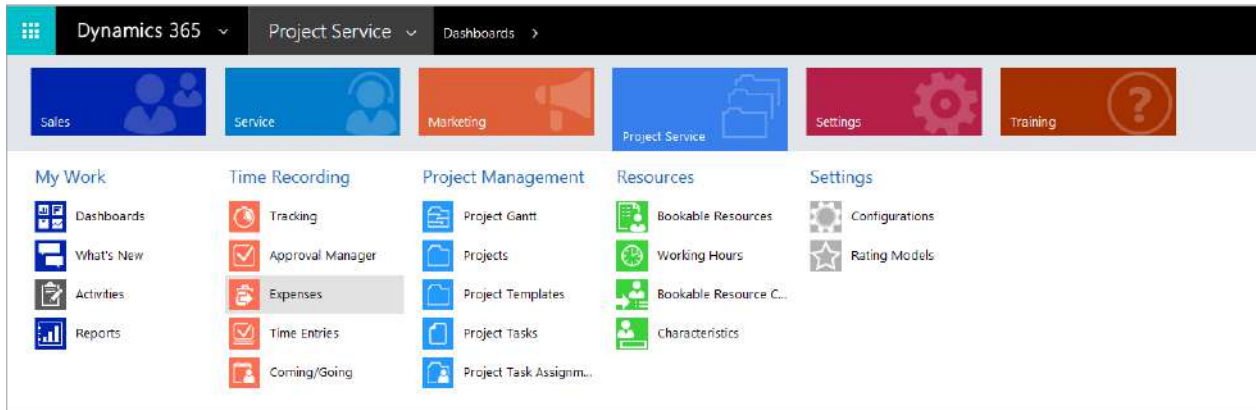 Dynamics 365 Project Service Dashboards
Sales Service Marketing Project Service Settings Training
My Work
Dashboards
What's New
Activities
Reports
Time Recording
Tracking
Approval Manager
Expenses
Time Entries
Coming/Going
Project Management
Project Gantt
Projects
Project Templates
Project Tasks
Project Task Assignm...
Resources
Bookable Resources
Working Hours
Bookable Resource C...
Characteristics
Settings
Configurations
Rating Models